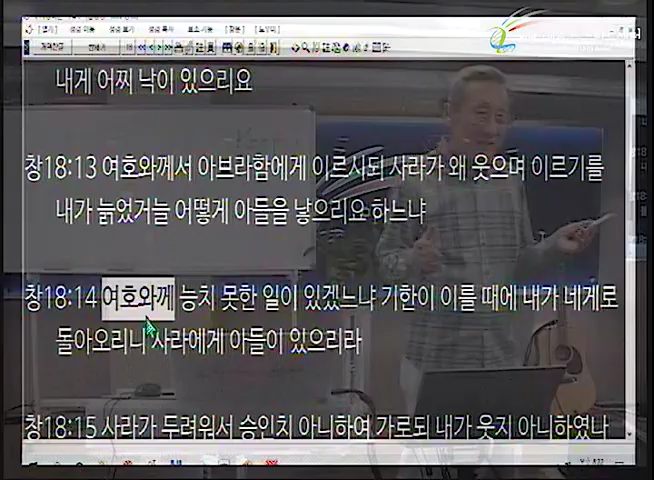 내게 어찌 낙이 있으리요
창18:13 여호와께서 아브라함에게 이르시되 사라가 왜 웃으며 이르기를
내가 늙었거늘 어떻게 아들을 낳으리요 하느냐
창18:14 여호와께 능치 못한 일이 있겠느냐 기한이 이를 때에 내가 네게로
돌아오리니 사라에게 아들이 있으리라
창18:15 사라가 두려워서 승인치 아니하여 가로되 내가 웃지 아니하였나